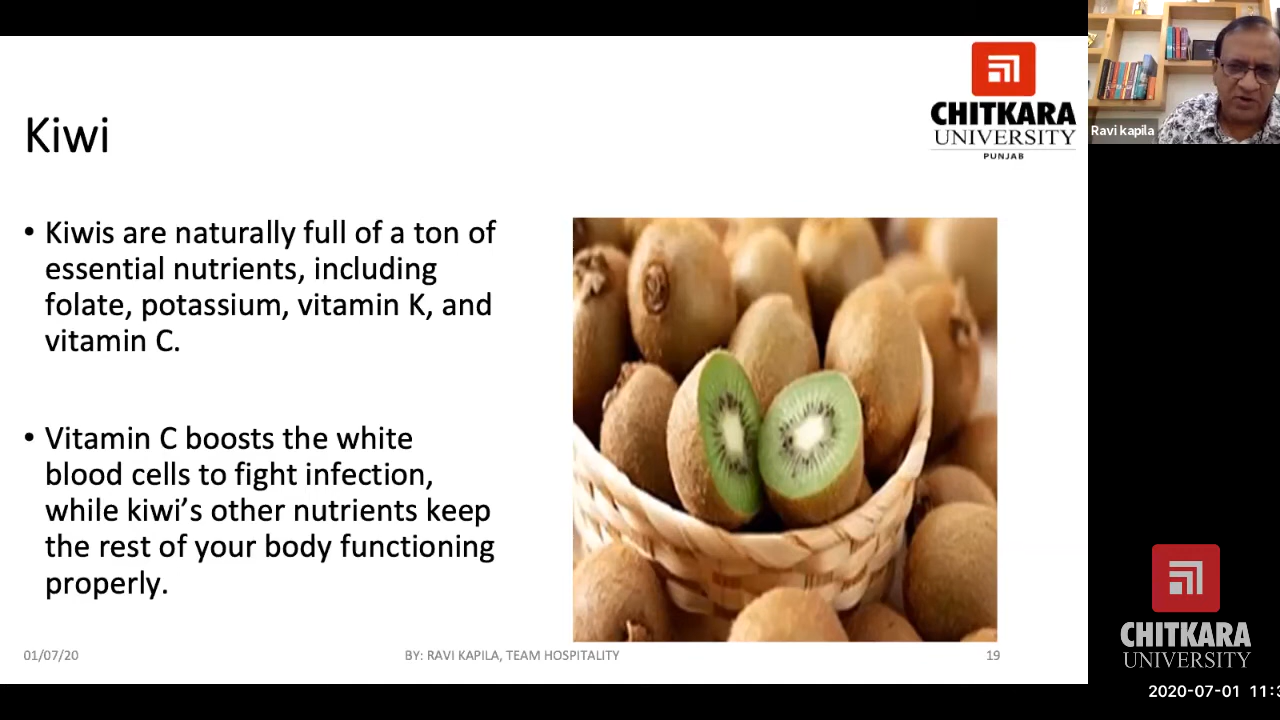 CHITKARA
UNIVERSITY
PUNJAB
Ravi kapila
Kiwi
• Kiwis are naturally full of a ton of
essential nutrients, including
folate, potassium, vitamin K, and
vitamin C.
• Vitamin C boosts the white
blood cells to fight infection,
while kiwi’s other nutrients keep
the rest of your body functioning
properly.
01/07/20
BY: RAVI KAPILA, TEAM HOSPITALITY
19
CHITKARA
UNIVERSITY
2020-07-01 11:3